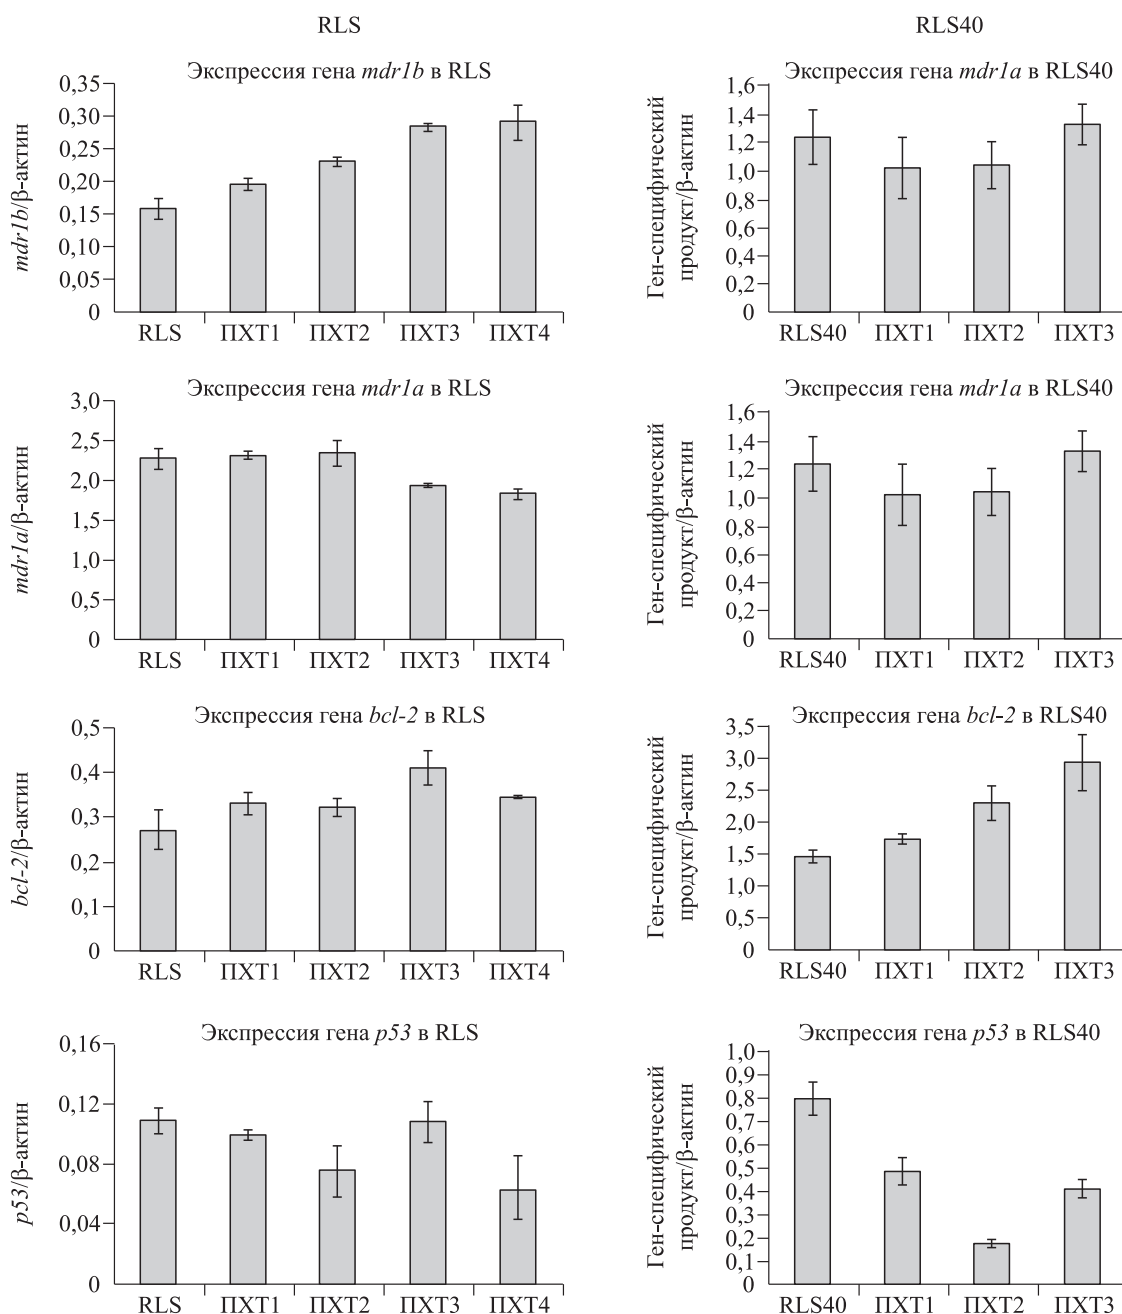 RLS
RLS40
Экспрессия гена mdr1b в RLS
mdr1b/β-актин
0,35
0,30
0,25
0,20
0,15
0,10
0,05
0
RLS ПХТ1 ПХТ2 ПХТ3 ПХТ4
Экспрессия гена mdr1a в RLS40
Ген-специфический
продукт/β-актин
1,6
1,4
1,2
1,0
0,8
0,6
0,4
0,2
0
RLS40 ПХТ1 ПХТ2 ПХТ3
Экспрессия гена mdr1a в RLS
mdr1a/β-актин
3,0
2,5
2,0
1,5
1,0
0,5
0
RLS ПХТ1 ПХТ2 ПХТ3 ПХТ4
Экспрессия гена mdr1a в RLS40
Ген-специфический
продукт/β-актин
1,6
1,4
1,2
1,0
0,8
0,6
0,4
0,2
0
RLS40 ПХТ1 ПХТ2 ПХТ3
Экспрессия гена bcl-2 в RLS
bcl-2/β-актин
0,5
0,4
0,3
0,2
0,1
0
RLS ПХТ1 ПХТ2 ПХТ3 ПХТ4
Экспрессия гена bcl-2 в RLS40
Ген-специфический
продукт/β-актин
3,5
3,0
2,5
2,0
1,5
1,0
0,5
0
RLS40 ПХТ1 ПХТ2 ПХТ3
Экспрессия гена p53 в RLS
p53/β-актин
0,16
0,12
0,08
0,04
0
RLS ПХТ1 ПХТ2 ПХТ3 ПХТ4
Экспрессия гена p53 в RLS40
Ген-специфический
продукт/β-актин
1,0
0,9
0,8
0,7
0,6
0,5
0,4
0,3
0,2
0,1
0
RLS40 ПХТ1 ПХТ2 ПХТ3